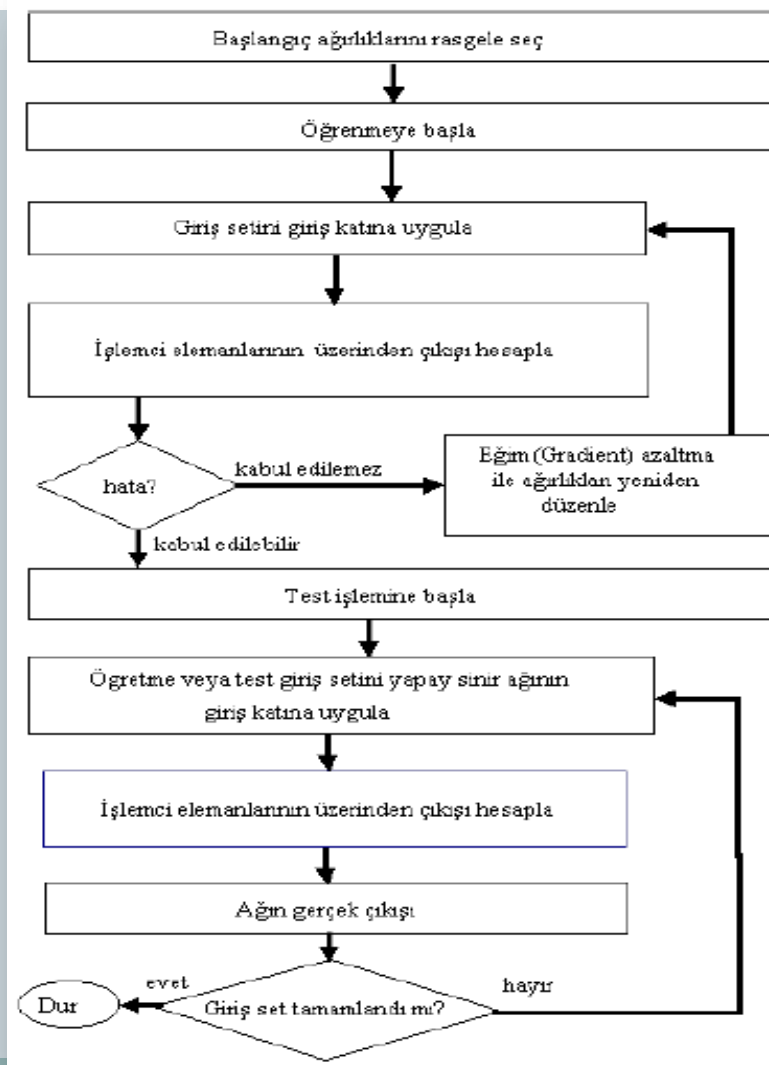 Başlangıç ağırlıklarını rasgele seç
Öğrenmeye başla
Giriş setini giriş katına uygula
İşlemci elemanlarının üzerinden çıkışı hesapla
hata?
kabul edilemez
Eğim (Gradient) azaltma
ile ağırlıkları yeniden
düzenle
kabul edilebilir
Test işlemine başla
Ögretme veya test giriş setini yapay sinir ağının
giriş katına uygula
İşlemci elemanlarının üzerinden çıkışı hesapla
Ağın gerçek çıkışı
Giriş set tamamlandı mı?
evet
Dur
hayır